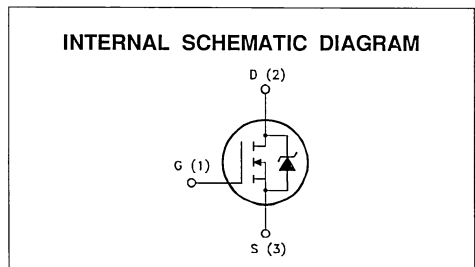 INTERNAL SCHEMATIC DIAGRAM
D (2)
G (1)
S (3)